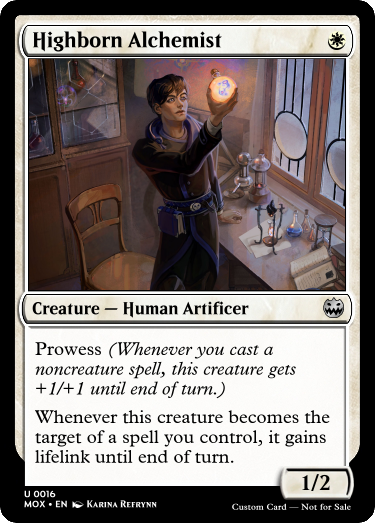 Highborn Alchemist
Creature — Human Artificer
Prowess (Whenever you cast a
noncreature spell, this creature gets
+1/+1 until end of turn.)
Whenever this creature becomes the
target of a spell you control, it gains
lifelink until end of turn.
1/2
U 0016
MOX • EN Karina Refrynn
Custom Card — Not for Sale